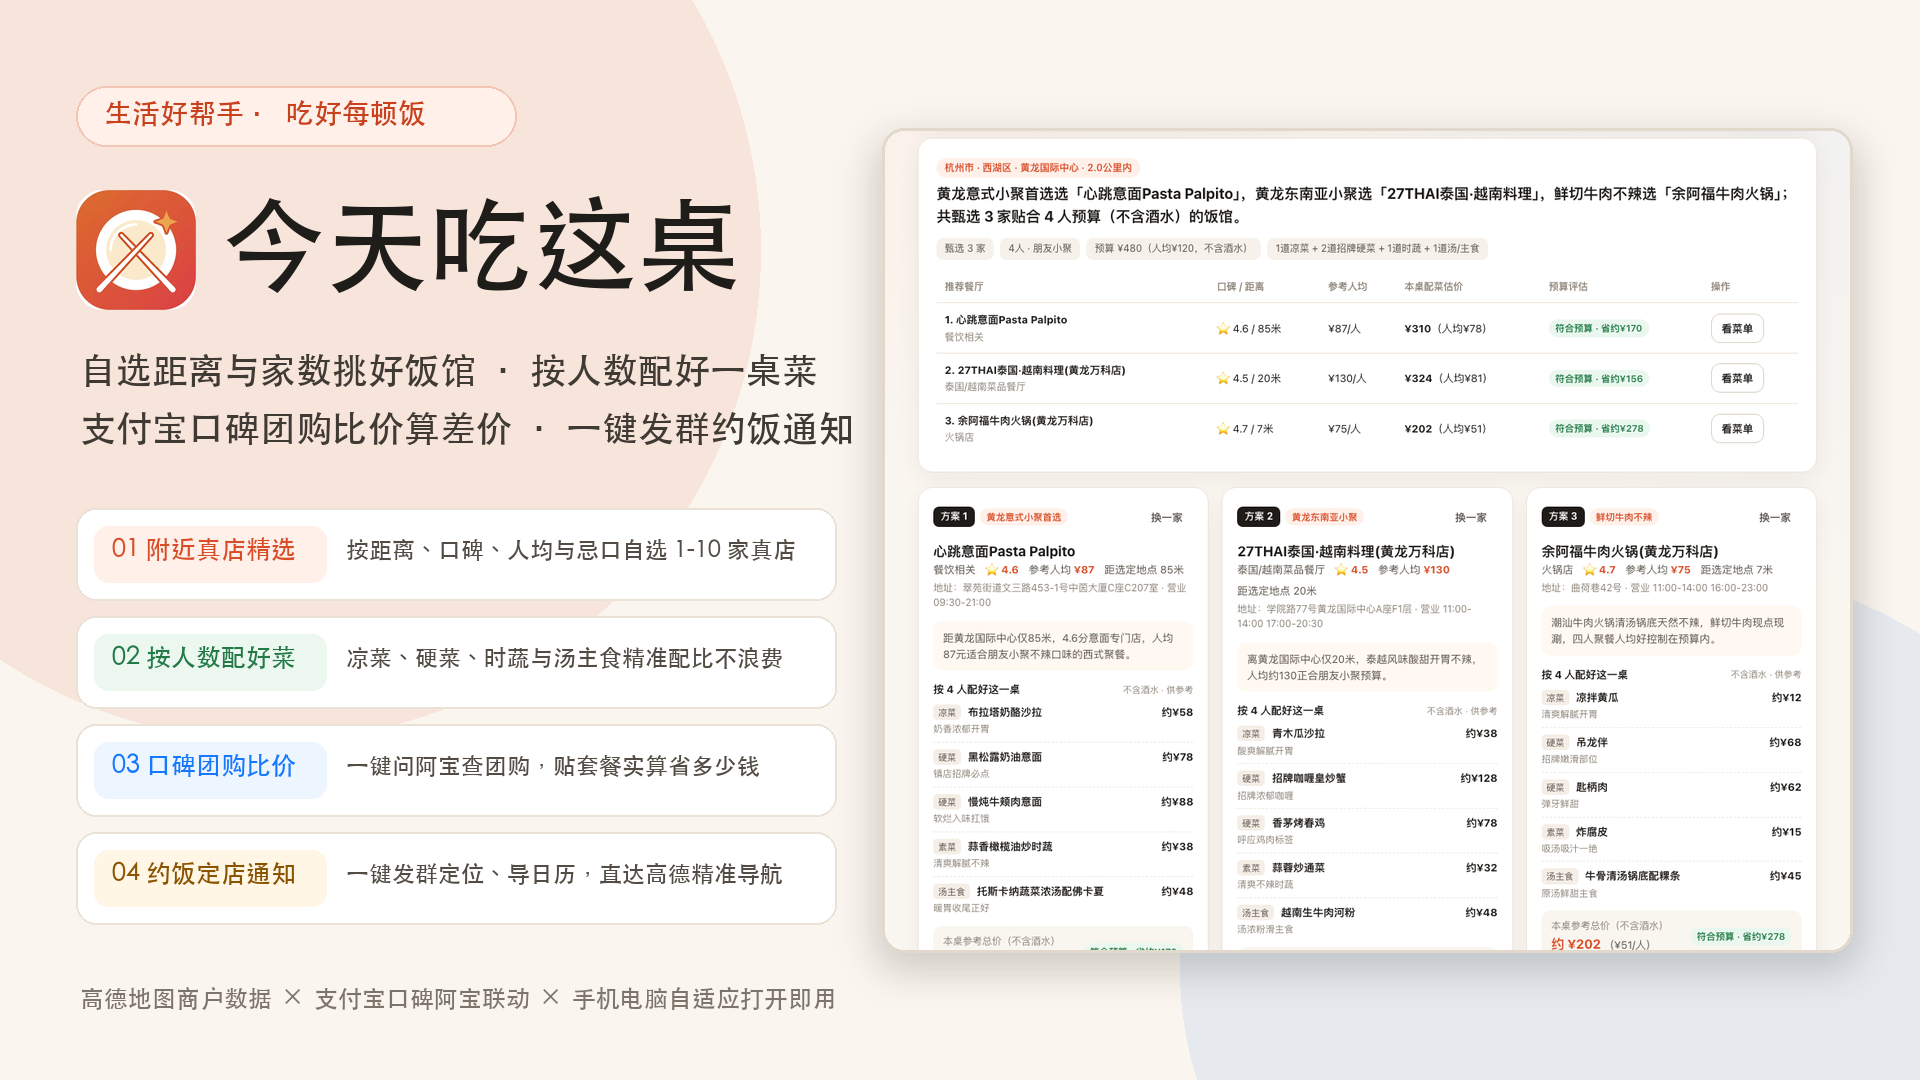 生活好帮手 · 吃好每顿饭
今天吃这桌
自选距离与家数挑好饭馆 · 按人数配好一桌菜
支付宝口碑团购比价算差价 · 一键发群约饭通知
01 附近真店精选
按距离、口碑、人均与忌口自选 1-10 家真店
02 按人数配好菜
凉菜、硬菜、时蔬与汤主食精准配比不浪费
03 口碑团购比价
一键问阿宝查团购，贴套餐实算省多少钱
04 约饭定店通知
一键发群定位、导日历，直达高德精准导航
高德地图商户数据 × 支付宝口碑阿宝联动 × 手机电脑自适应打开即用
杭州市 · 西湖区 · 黄龙国际中心 · 2.0公里内
黄龙意式小聚首选选「心跳意面Pasta Palpito」，黄龙东南亚小聚选「27THAI泰国·越南料理」，鲜切牛肉不辣选「余阿福牛肉火锅」；
共甄选 3 家贴合 4 人预算（不含酒水）的饭馆。
甄选 3 家 4人 · 朋友小聚 预算 ¥480（人均¥120，不含酒水） 1道凉菜 + 2道招牌硬菜 + 1道时蔬 + 1道汤/主食
推荐餐厅 口碑 / 距离 参考人均 本桌配菜估价 预算评估 操作
1. 心跳意面Pasta Palpito
餐饮相关
⭐ 4.6 / 85米 ¥87/人 ¥310（人均¥78） 符合预算 · 省约¥170 看菜单
2. 27THAI泰国·越南料理(黄龙万科店)
泰国/越南菜品餐厅
⭐ 4.5 / 20米 ¥130/人 ¥324（人均¥81） 符合预算 · 省约¥156 看菜单
3. 余阿福牛肉火锅(黄龙万科店)
火锅店
⭐ 4.7 / 7米 ¥75/人 ¥202（人均¥51） 符合预算 · 省约¥278 看菜单
方案 1 黄龙意式小聚首选 换一家
心跳意面Pasta Palpito
餐饮相关 ⭐ 4.6 参考人均 ¥87 距选定地点 85米
地址：翠苑街道文三路453-1号中茵大厦C座C207室 · 营业
09:30-21:00
距黄龙国际中心仅85米，4.6分意面专门店，人均
87元适合朋友小聚不辣口味的西式聚餐。
按 4 人配好这一桌 不含酒水 · 供参考
凉菜 布拉塔奶酪沙拉 约¥58
奶香浓郁开胃
硬菜 黑松露奶油意面 约¥78
镇店招牌必点
硬菜 慢炖牛颊肉意面 约¥88
软烂入味扛饿
素菜 蒜香橄榄油炒时蔬 约¥38
清爽解腻不辣
汤主食 托斯卡纳蔬菜浓汤配佛卡夏 约¥48
暖胃收尾正好
本桌参考总价（不含酒水）
方案 2 黄龙东南亚小聚 换一家
27THAI泰国·越南料理(黄龙万科店)
泰国/越南菜品餐厅 ⭐ 4.5 参考人均 ¥130
距选定地点 20米
地址：学院路77号黄龙国际中心A座F1层 · 营业 11:00-
14:00 17:00-20:30
离黄龙国际中心仅20米，泰越风味酸甜开胃不辣，
人均约130正合朋友小聚预算。
按 4 人配好这一桌 不含酒水 · 供参考
凉菜 青木瓜沙拉 约¥38
酸爽解腻开胃
硬菜 招牌咖喱皇炒蟹 约¥128
招牌浓郁咖喱
硬菜 香茅烤春鸡 约¥78
呼应鸡肉标签
素菜 蒜蓉炒通菜 约¥32
清爽不辣时蔬
汤主食 越南生牛肉河粉 约¥48
汤浓粉滑主食
方案 3 鲜切牛肉不辣 换一家
余阿福牛肉火锅(黄龙万科店)
火锅店 ⭐ 4.7 参考人均 ¥75 距选定地点 7米
地址：曲荷巷42号 · 营业 11:00-14:00 16:00-23:00
潮汕牛肉火锅清汤锅底天然不辣，鲜切牛肉现点现
涮，四人聚餐人均好控制在预算内。
按 4 人配好这一桌 不含酒水 · 供参考
凉菜 凉拌黄瓜 约¥12
清爽解腻开胃
硬菜 吊龙伴 约¥68
招牌嫩滑部位
硬菜 匙柄肉 约¥62
弹牙鲜甜
素菜 炸腐皮 约¥15
吸汤吸汁一绝
汤主食 牛骨清汤锅底配粿条 约¥45
原汤鲜甜主食
本桌参考总价（不含酒水）
约 ¥202 （¥51/人） 符合预算 · 省约¥278